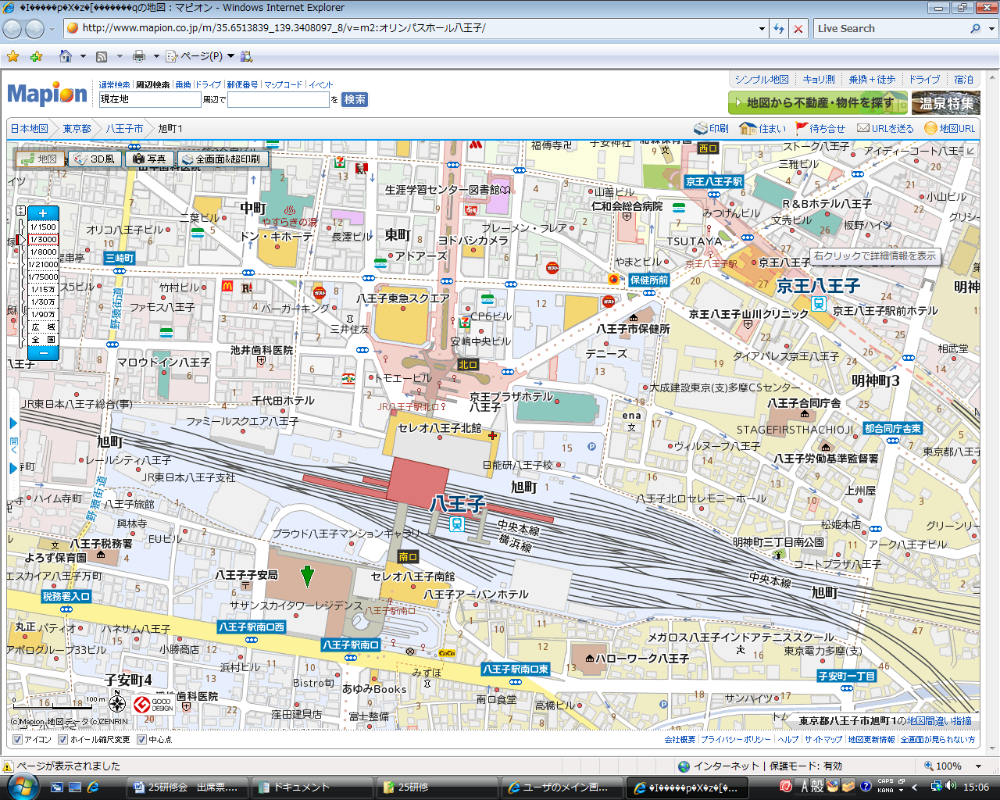 �I�����p�X�z�[�������qの地図：マピオン - Windows Internet Explorer
http://www.mapion.co.jp/m/35.6513839_139.3408097_8/v=m2:オリンパスホール八王子/
Live Search
ページ(P)
Mapion
通常検索 周辺検索 乗換 ドライブ 郵便番号 マップコード イベント
現在地 周辺で を 検索
シンプル地図 キョリ測 乗換＋徒歩 ドライブ 宿泊
地図から不動産・物件を探す 温泉特集
日本地図 東京都 八王子市 旭町1
印刷 住まい 待ち合せ URLを送る 地図URL
地図 3D風 写真 全画面&超印刷
福傳寺卍 子安神社 西口 ストーク八王子
アイディーコート八王子
三雅ビル
京王八王子駅
生涯学習センター図書館 山善ビル 小山ビル
中町 仁和会総合病院 みつげんビル R＆Bホテル八王子
二葉ビル やすらぎの湯
オリコ八王子ビル ドン・キホーテ 長澤ビル 東町 ブレーメン・フレア 文秀ビル 板野ハイツ
ヨドバシカメラ TSUTAYA
三崎町 アドアーズ やまとビル 京王八王子駅 京王八王子 右クリックで詳細情報を表示
保健所前 京王八王子 明神
竹村ビル 八王子東急スクエア
ファモス八王子 バーガーキング CP6ビル 京王八王子山川クリニック 京王八王子駅前ホテル
野猿街道 三井住友 八王子市保健所
池井歯科医院 安嶋中央ビル デニーズ 相武堂
マロウドイン八王子 北口 ダイアパレス京王八王子
トモエービル 大成建設東京(支)多摩CSセンター 明神町3
JR東日本八王子総合(事) 千代田ホテル JR八王子駅北口 京王プラザホテル八王子 八王子合同庁舎
ファミールスクエア八王子 セレオ八王子北館 ena STAGEFIRSTHACHIOJI 都合同庁舎東
旭町 ヴィルヌーブ八王子 八王子労働基準監督署 東京都八王子
レールシティ八王子 日能研八王子校
JR東日本八王子支社 旭町 上州屋
ハイム寺町 八王子旅館 八王子 八王子北口セレモニーホール
野猿街道 興林寺 中央本線 松姫本店 グリーンリ
EUビル プラウド八王子マンションギャラリー 横浜線 明神町三丁目南公園 アーク八王子ビル
八王子税務署
よろず保育園 南口 コートプラザ八王子
エスカイア八王子万町 八王子子安局 セレオ八王子南館 中央本線 旭町
税務署入口 サザンスカイタワーレジデンス 八王子駅南口 八王子アーバンホテル
丸正 パティオ ハネサム八王子 八王子駅南口西
アポログループ33ビル 小勝商店 八王子駅南口 メガロス八王子インドアテニススクール
東京電力多摩(支)
浜村ビル みずほ 八王子駅南口東 ハローワーク八王子 子安町一丁目
子安町4 Bistro旬 あゆみBooks
歯科医院 南口食堂 サンハイツ
窪田建具店 富士整備 高橋ビル トム
1/1500
1/3000
1/8000
1/21000
1/75000
1/15万
1/30万
1/90万
広 域
全 国
開く
0 100 m
N
GOOD DESIGN
(C)Mapion・地図データ (C)ZENRIN
東京都八王子市旭町1の地図間違い指摘
アイコン ホイール縮尺変更 中心点
会社概要 プライバシーポリシー ヘルプ サイトマップ 地図更新情報 全画面が見られない方
ページが表示されました インターネット | 保護モード: 有効 100%
25研修会 出席票.... ドキュメント 25研修 ユーザのメイン画... �I�����p�X�z�[�... A 般 CAPS KANA 15:06